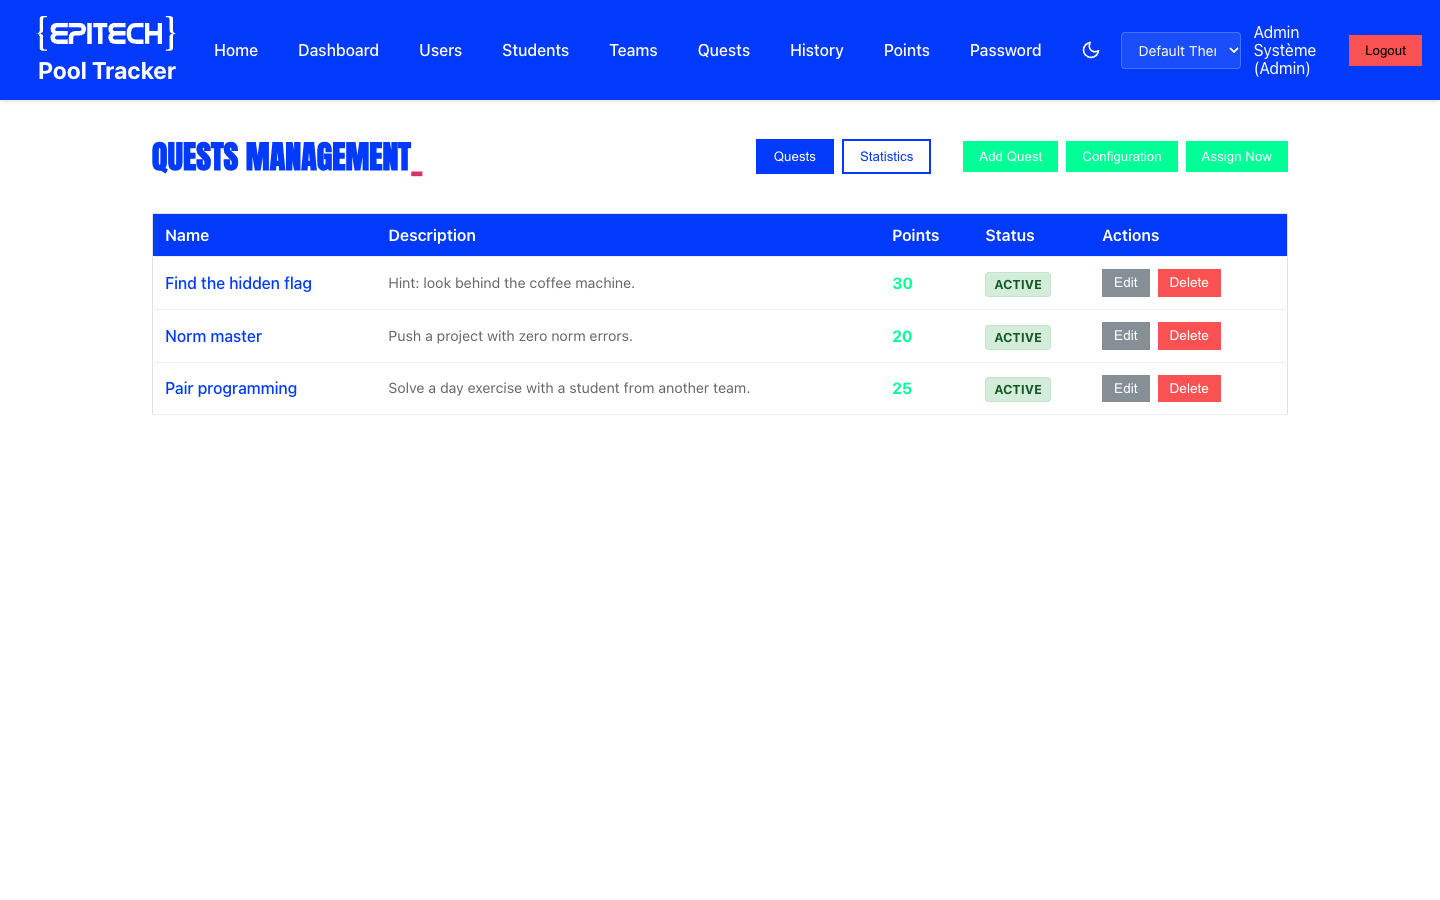 {EPITECH}
Pool Tracker
Home Dashboard Users Students Teams Quests History Points Password
Default Ther
Admin
Système
(Admin)
Logout
QUESTS MANAGEMENT_
Quests Statistics Add Quest Configuration Assign Now
Name Description Points Status Actions
Find the hidden flag Hint: look behind the coffee machine. 30 ACTIVE Edit Delete
Norm master Push a project with zero norm errors. 20 ACTIVE Edit Delete
Pair programming Solve a day exercise with a student from another team. 25 ACTIVE Edit Delete